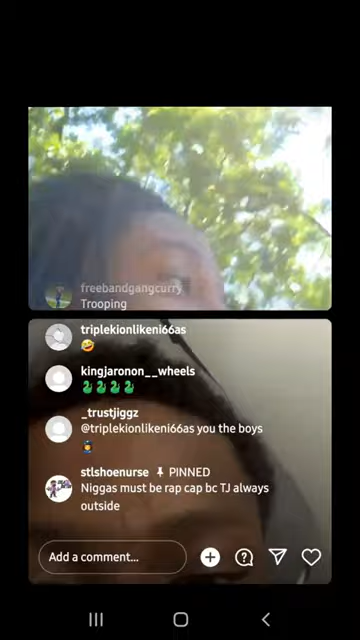 freebandgangcurry
Trooping
triplekionlikeni66as
🤣
kingjaronon__wheels
🐍🐍🐍🐍
_trustjiggz
@triplekionlikeni66as you the boys
👮
stlshoenurse PINNED
Niggas must be rap cap bc TJ always
outside
Add a comment...